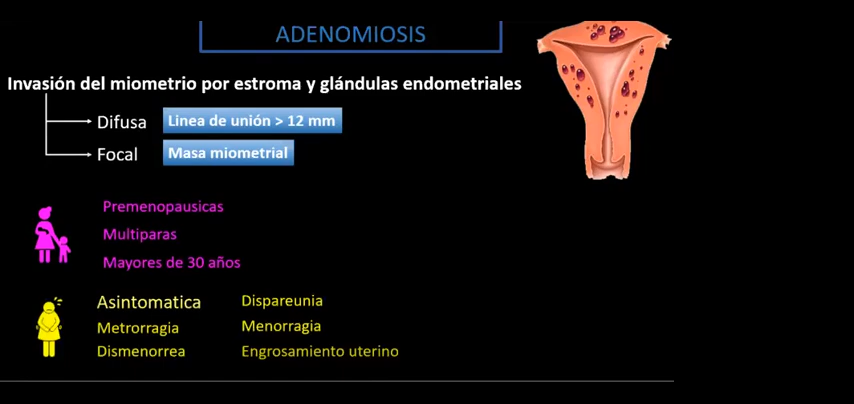 ADENOMIOSIS
Invasión del miometrio por estroma y glándulas endometriales
Difusa
Linea de unión > 12 mm
Focal
Masa miometrial
Premenopausicas
Multiparas
Mayores de 30 años
Asintomatica
Dispareunia
Metrorragia
Menorragia
Dismenorrea
Engrosamiento uterino